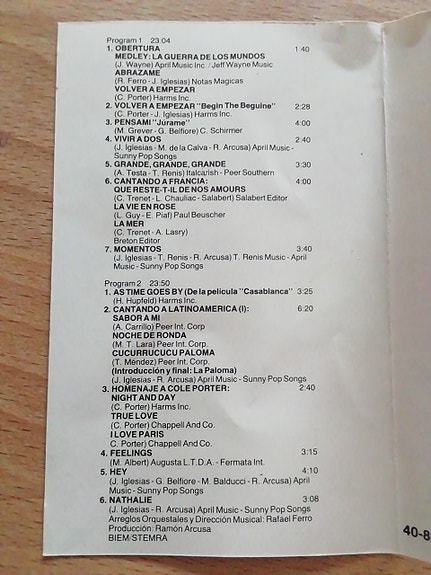 Program 1 23.04
1. OBERTURA 1:40
MEDLEY: LA GUERRA DE LOS MUNDOS
(J. Wayne) April Music Inc. / Jeff Wayne Music
ABRAZAME
(R. Ferro - J. Iglesias) Notas Magicas
VOLVER A EMPEZAR
(C. Porter) Harms Inc.
2. VOLVER A EMPEZAR "Begin The Beguine" 2:28
(C. Porter - J. Iglesias) Harms Inc.
3. PENSAMI "Júrame" 4:00
(M. Grever - G. Belfiore) C. Schirmer
4. VIVIR A DOS 2:40
(J. Iglesias - M. de la Calva - R. Arcusa) April Music -
Sunny Pop Songs
5. GRANDE, GRANDE, GRANDE 3:30
(A. Testa - T. Renis) Italcarish - Peer Southern
6. CANTANDO A FRANCIA: 4:00
QUE RESTE-T-IL DE NOS AMOURS
(C. Trenet - L. Chauliac - Salabert) Salabert Editor
LA VIE EN ROSE
(L. Guy - E. Piaf) Paul Beuscher
LA MER
(C. Trenet - A. Lasry)
Breton Editor
7. MOMENTOS 3:40
(J. Iglesias - T. Renis - R. Arcusa) T. Renis Music - April
Music - Sunny Pop Songs
Program 2 23:50
1. AS TIME GOES BY (De la película "Casablanca" 3:25
(H. Hupfeld) Harms Inc.
2. CANTANDO A LATINOAMERICA (I): 6:20
SABOR A MI
(A. Carrillo) Peer Int. Corp
NOCHE DE RONDA
(M. T. Lara) Peer Int. Corp.
CUCURRUCUCU PALOMA
(T. Méndez) Peer Int. Corp.
(Introducción y final: La Paloma)
(J. Iglesias - R. Arcusa) April Music - Sunny Pop Songs
3. HOMENAJE A COLE PORTER: 2:40
NIGHT AND DAY
(C. Porter) Harms Inc.
TRUE LOVE
(C. Porter) Chappell And Co.
I LOVE PARIS
C. Porter) Chappell And Co.
4. FEELINGS 3:15
(M. Albert) Augusta L.T.D.A. - Fermata Int.
5. HEY 4:10
(J. Iglesias - G. Belfiore - M. Balducci - R. Arcusa) April
Music - Sunny Pop Songs
6. NATHALIE 3:08
(J. Iglesias - R. Arcusa) April Music - Sunny Pop Songs
Arreglos Orquestales y Dirección Musical: Rafael Ferro
Producción: Ramón Arcusa
BIEM/STEMRA
40-8